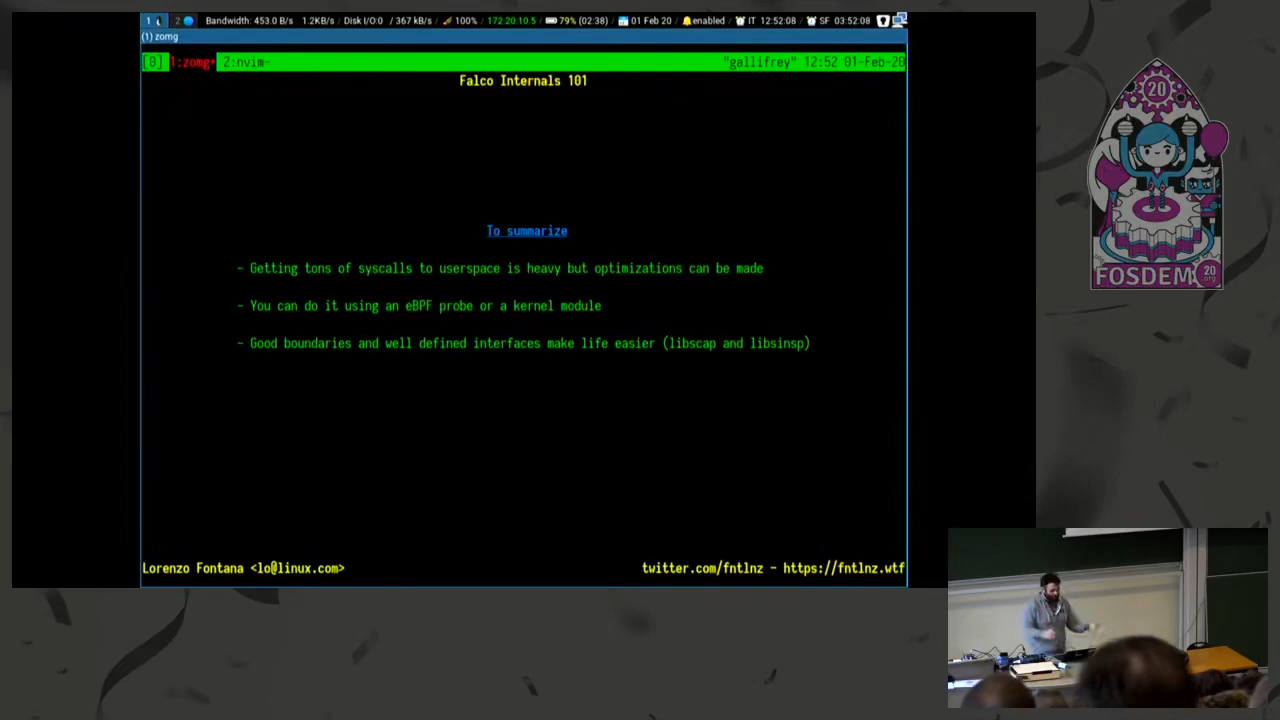 1 2 Bandwidth: 453.0 B/s 1.2KB/s Disk I/O:0 / 367 kB/s 100% 172.20.10.5 79% (02:38) 01 Feb 20 enabled IT 12:52:08 SF 03:52:08
(1) zomg
[0] 1:zomg* 2:nvim- "gallifrey" 12:52 01-Feb-20
Falco Internals 101
To summarize
- Getting tons of syscalls to userspace is heavy but optimizations can be made
- You can do it using an eBPF probe or a kernel module
- Good boundaries and well defined interfaces make life easier (libscap and libsinsp)
Lorenzo Fontana <lo@linux.com> twitter.com/fntlnz - https://fntlnz.wtf
20
FOSDEM 20
.org